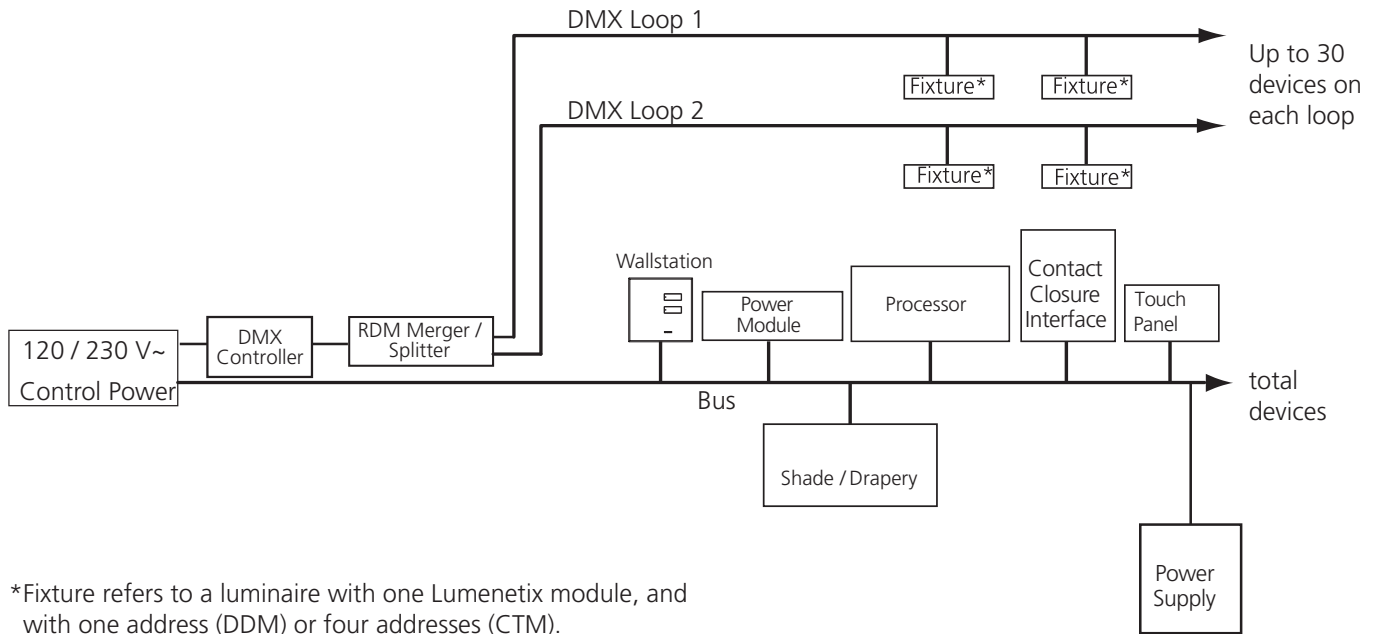 DMX Loop 1
Up to 30
devices on
each loop
Fixture*
Fixture*
DMX Loop 2
Fixture*
Fixture*
Wallstation
Power
Module
Processor
Contact
Closure
Interface
Touch
Panel
120 / 230 V~
Control Power
DMX
Controller
RDM Merger /
Splitter
Bus
total
devices
Shade / Drapery
Power
Supply
*Fixture refers to a luminaire with one Lumenetix module, and
with one address (DDM) or four addresses (CTM).